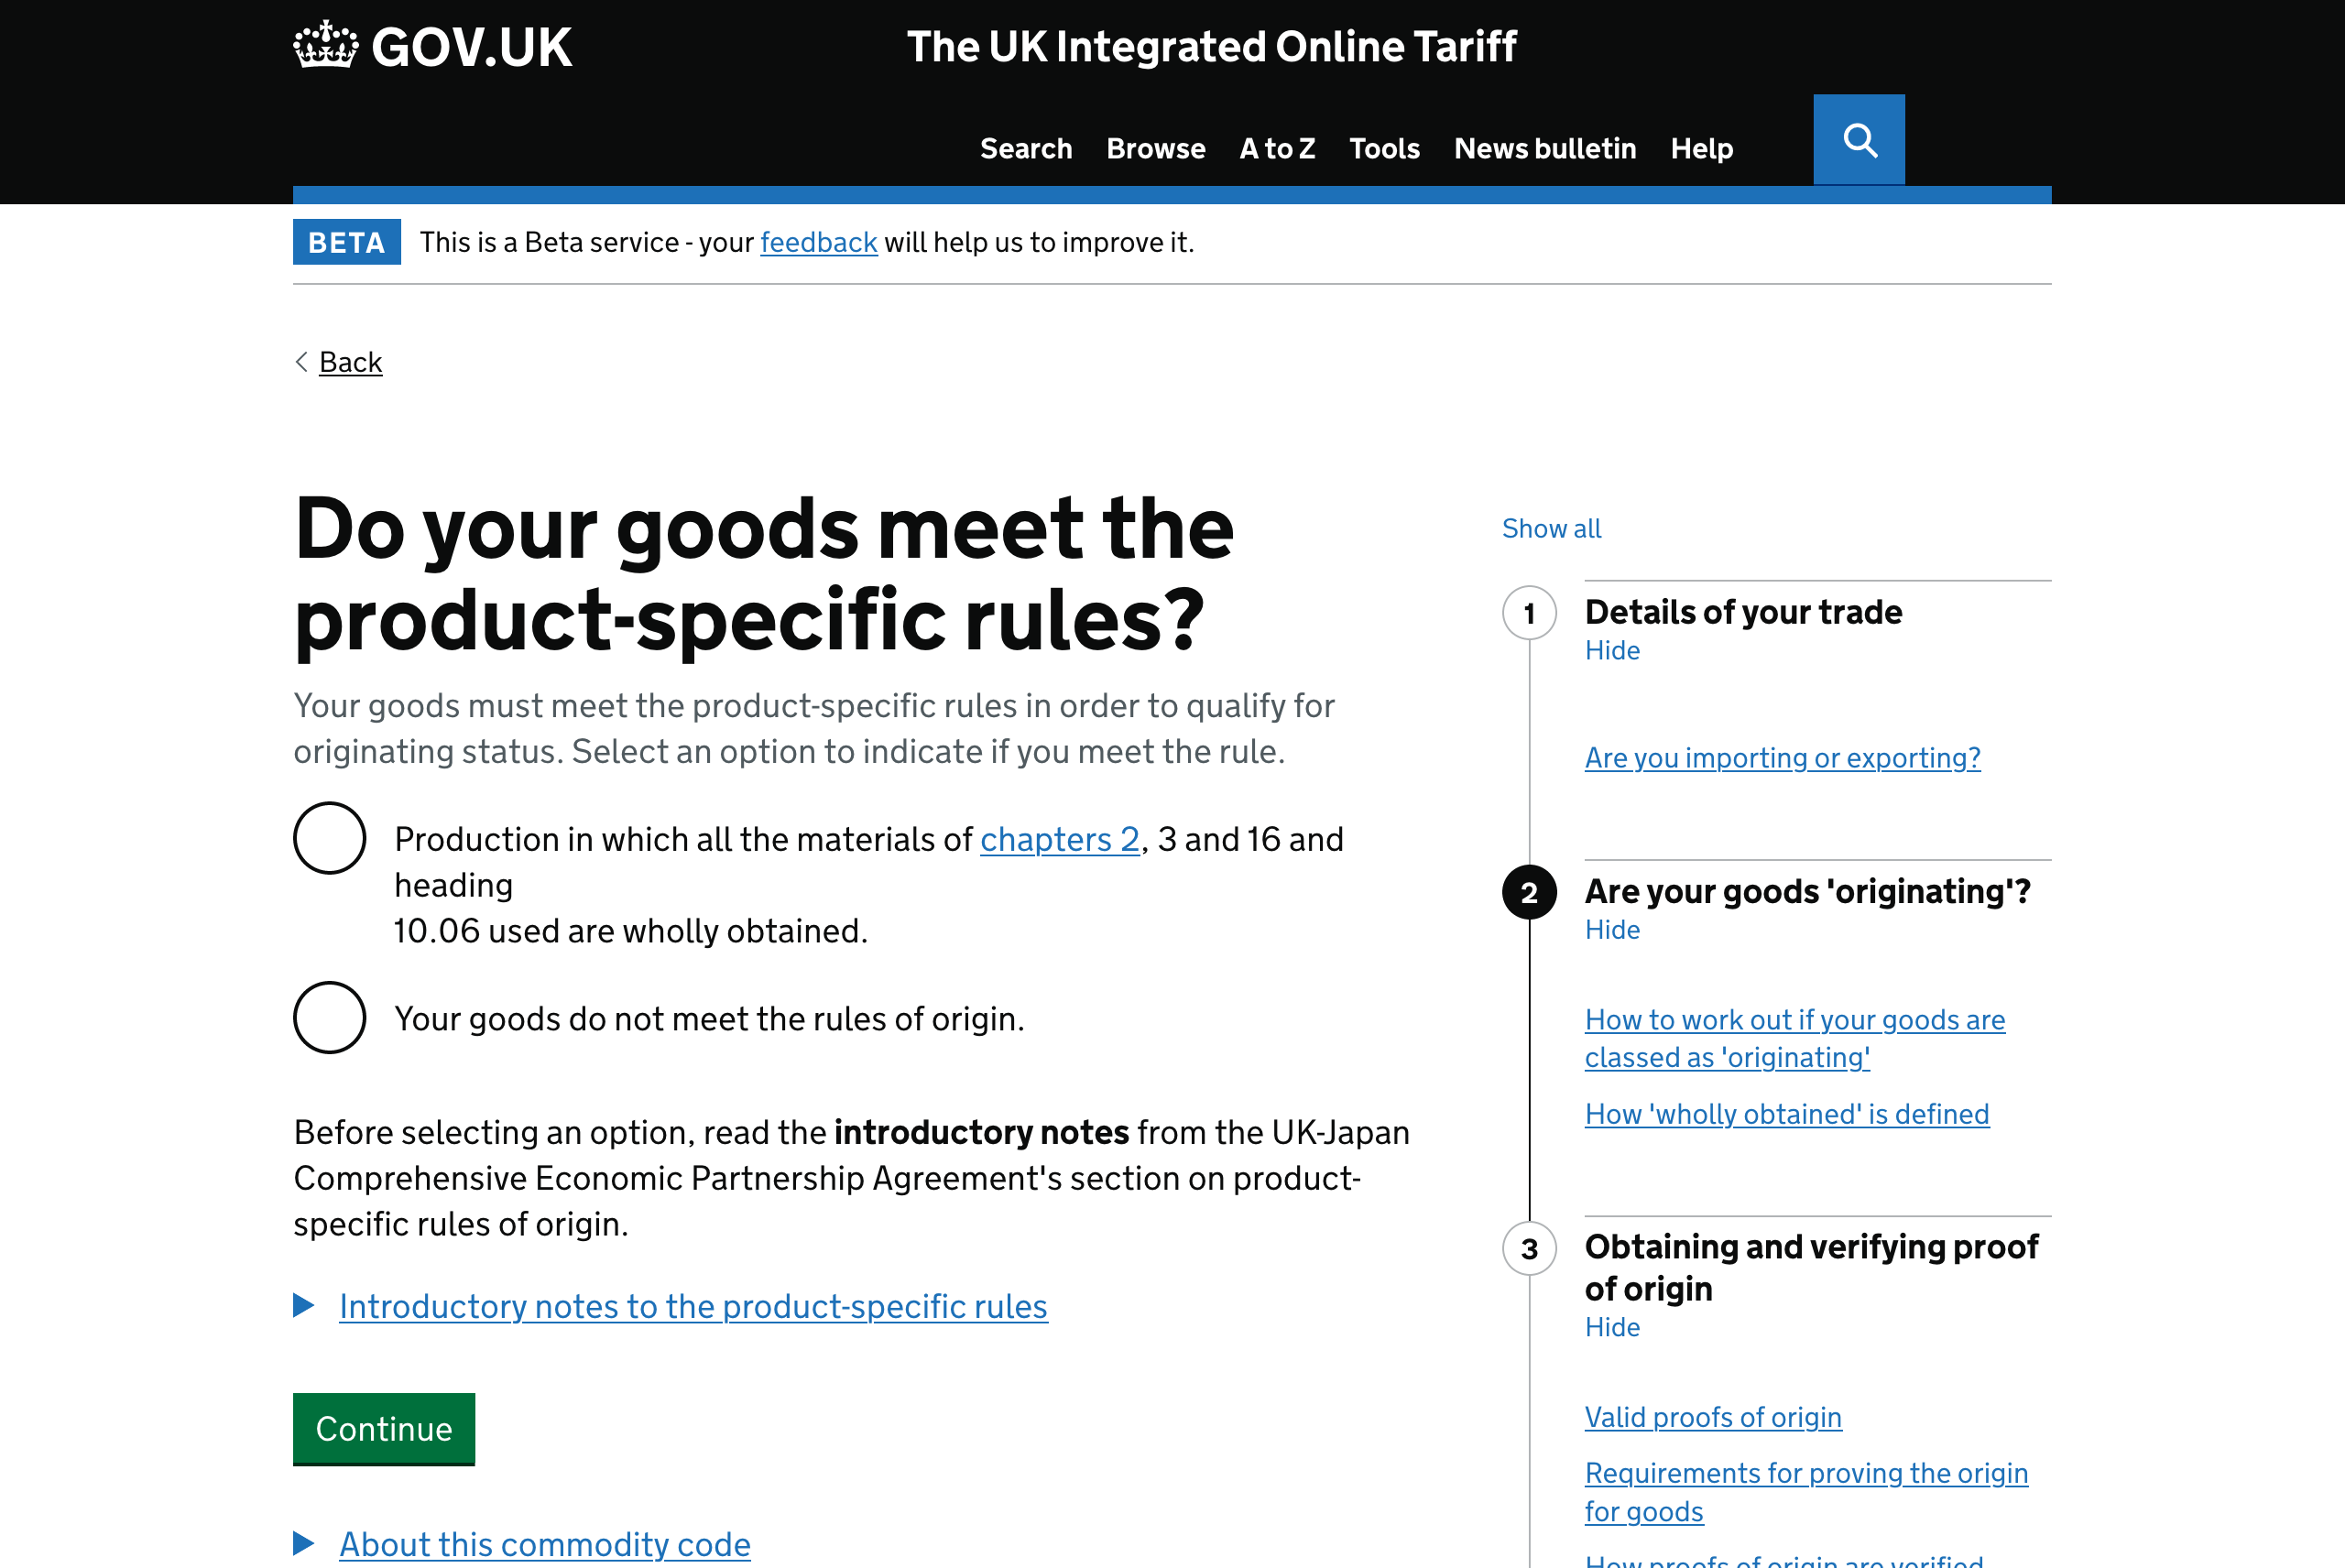 GOV.UK
The UK Integrated Online Tariff
Search Browse A to Z Tools News bulletin Help
BETA This is a Beta service - your feedback will help us to improve it.
Back
Do your goods meet the
product-specific rules?
Your goods must meet the product-specific rules in order to qualify for
originating status. Select an option to indicate if you meet the rule.
Production in which all the materials of chapters 2, 3 and 16 and
heading
10.06 used are wholly obtained.
Your goods do not meet the rules of origin.
Before selecting an option, read the introductory notes from the UK-Japan
Comprehensive Economic Partnership Agreement's section on product-
specific rules of origin.
Introductory notes to the product-specific rules
Continue
About this commodity code
Show all
1 Details of your trade
Hide
Are you importing or exporting?
2 Are your goods 'originating'?
Hide
How to work out if your goods are
classed as 'originating'
How 'wholly obtained' is defined
3 Obtaining and verifying proof
of origin
Hide
Valid proofs of origin
Requirements for proving the origin
for goods
How proofs of origin are verified